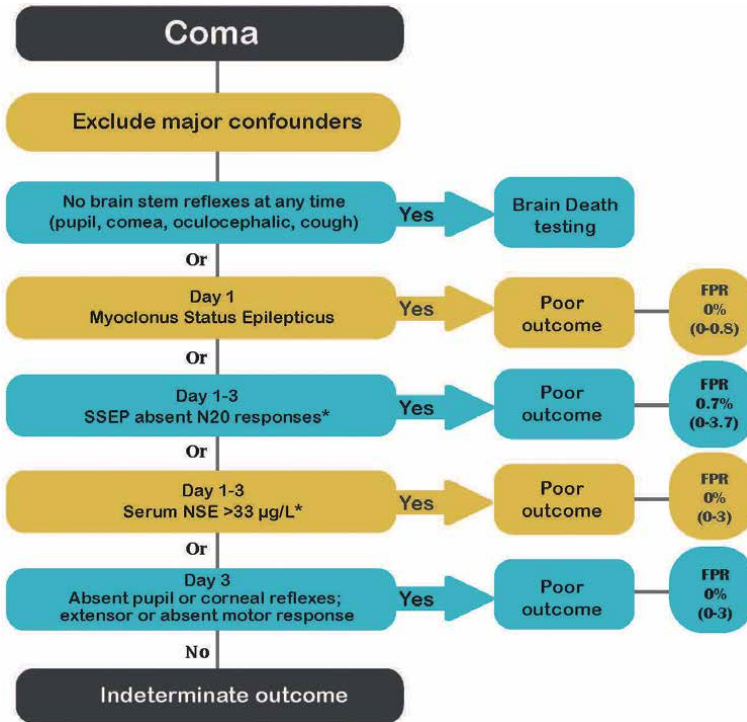 Coma
Exclude major confounders
No brain stem reflexes at any time
(pupil, comea, oculocephalic, cough)
Yes
Brain Death
testing
Or
Day 1
Myoclonus Status Epilepticus
Yes
Poor
outcome
FPR
0%
(0-0.8)
Or
Day 1-3
SSEP absent N20 responses*
Yes
Poor
outcome
FPR
0.7%
(0-3.7)
Or
Day 1-3
Serum NSE >33 µg/L*
Yes
Poor
outcome
FPR
0%
(0-3)
Or
Day 3
Absent pupil or corneal reflexes;
extensor or absent motor response
Yes
Poor
outcome
FPR
0%
(0-3)
No
Indeterminate outcome